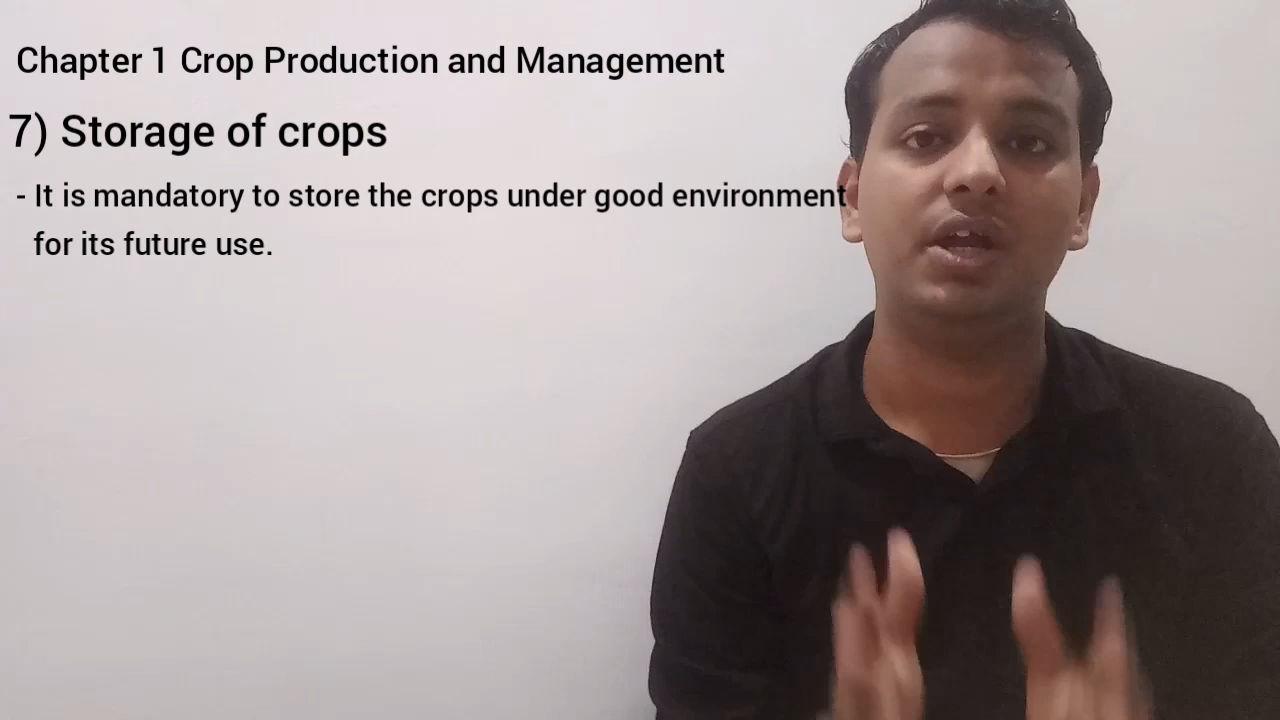 Chapter 1 Crop Production and Management
7) Storage of crops
- It is mandatory to store the crops under good environment
for its future use.